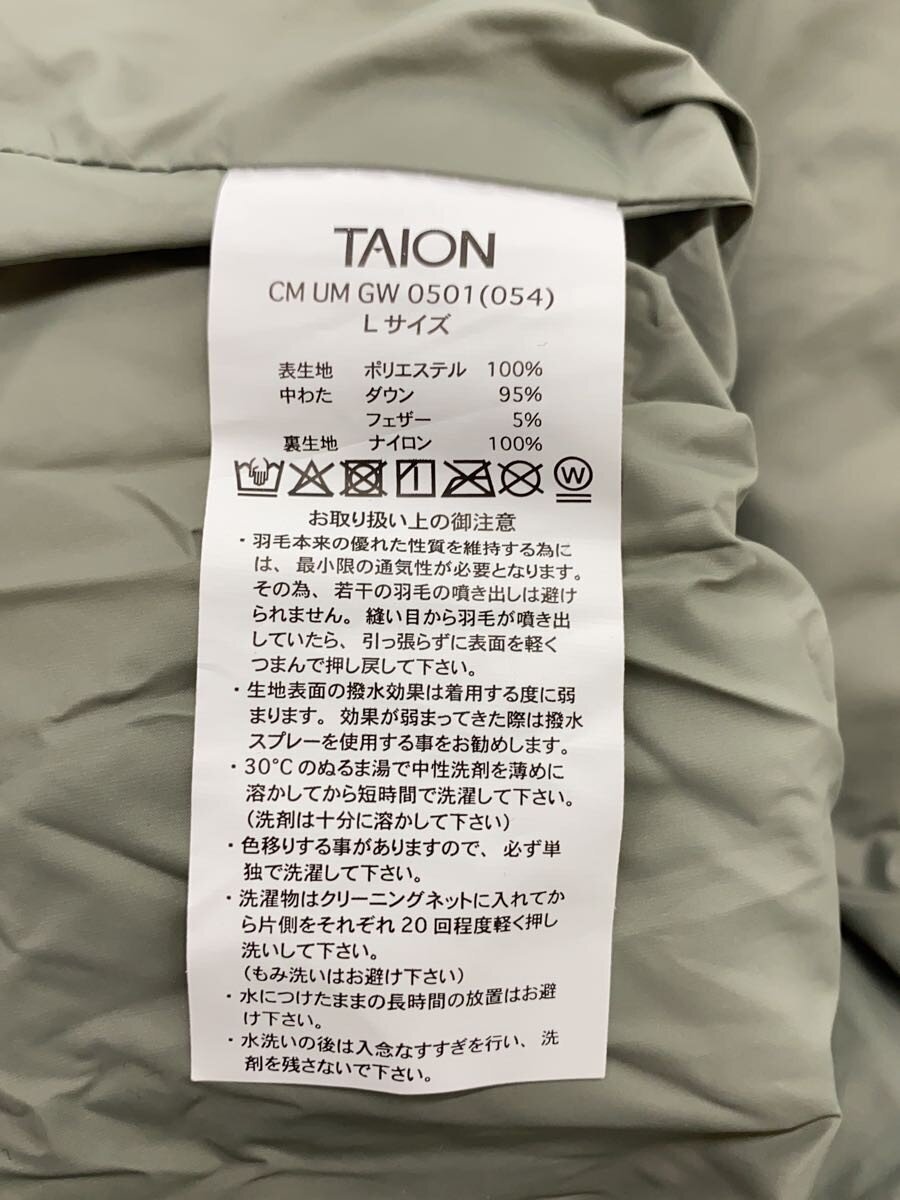 TAION
CM UM GW 0501(054)
Lサイズ
表生地 ポリエステル 100%
中わた ダウン 95%
フェザー 5%
裏生地 ナイロン 100%
W
お取り扱い上の御注意
・羽毛本来の優れた性質を維持する為に
は、最小限の通気性が必要となります。
その為、若干の羽毛の噴き出しは避け
られません。縫い目から羽毛が噴き出
していたら、引っ張らずに表面を軽く
つまんで押し戻して下さい。
・生地表面の撥水効果は着用する度に弱
まります。効果が弱まってきた際は撥水
スプレーを使用する事をお勧めします。
・30°Cのぬるま湯で中性洗剤を薄めに
溶かしてから短時間で洗濯して下さい。
(洗剤は十分に溶かして下さい)
・色移りする事がありますので、必ず単
独で洗濯して下さい。
・洗濯物はクリーニングネットに入れてか
ら片側をそれぞれ20回程度軽く押し
洗いして下さい。
(もみ洗いはお避け下さい)
・水につけたままの長時間の放置はお避
け下さい。
・水洗いの後は入念なすすぎを行い、洗
剤を残さないで下さい。